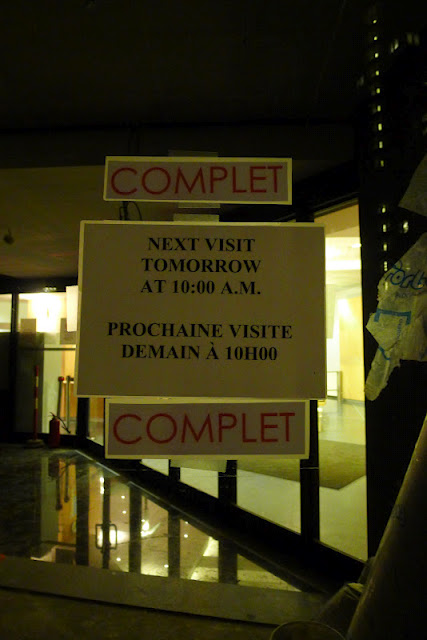 COMPLET
NEXT VISIT
TOMORROW
AT 10:00 A.M.
PROCHAINE VISITE
DEMAIN À 10H00
COMPLET